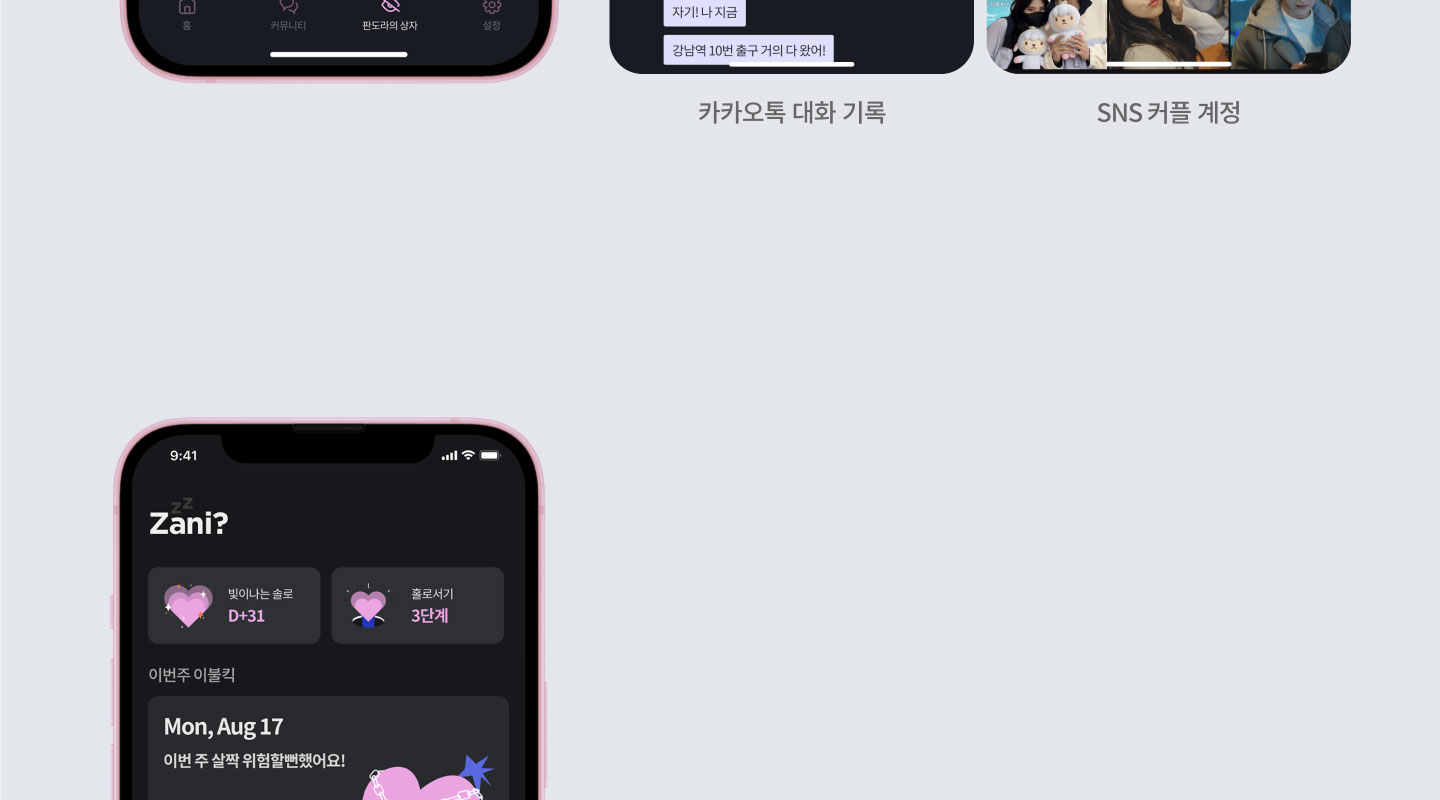 홈
커뮤니티
판도라의 상자
설정
자기! 나 지금
강남역 10번 출구 거의 다 왔어!
카카오톡 대화 기록
SNS 커플 계정
9:41
zz
Zani?
빛이나는 솔로
D+31
홀로서기
3단계
이번주 이불킥
Mon, Aug 17
이번 주 살짝 위험할뻔했어요!